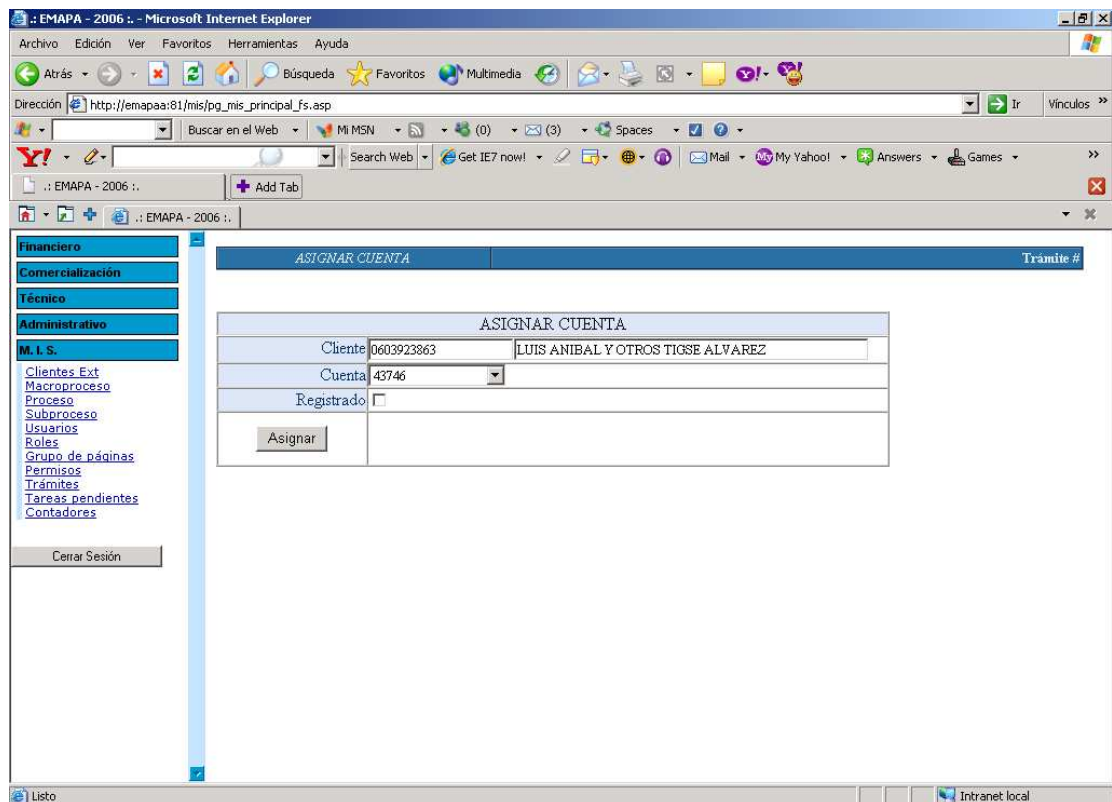 .: EMAPA - 2006 :. - Microsoft Internet Explorer
Archivo Edición Ver Favoritos Herramientas Ayuda
Atrás Búsqueda Favoritos Multimedia
Dirección http://emapaa:81/mis/pg_mis_principal_fs.asp Ir Vínculos »
Buscar en el Web Mi MSN (0) (3) Spaces
Y! Search Web Get IE7 now! Mail My Yahoo! Answers Games »
.: EMAPA - 2006 :. Add Tab
.: EMAPA - 2006 :.
Financiero
Comercialización
Técnico
Administrativo
M. I. S.
Clientes Ext
Macroproceso
Proceso
Subproceso
Usuarios
Roles
Grupo de páginas
Permisos
Trámites
Tareas pendientes
Contadores
Cerrar Sesión
ASIGNAR CUENTA Trámite #
ASIGNAR CUENTA
Cliente 0603923863 LUIS ANIBAL Y OTROS TIGSE ALVAREZ
Cuenta 43746
Registrado
Asignar
Listo Intranet local